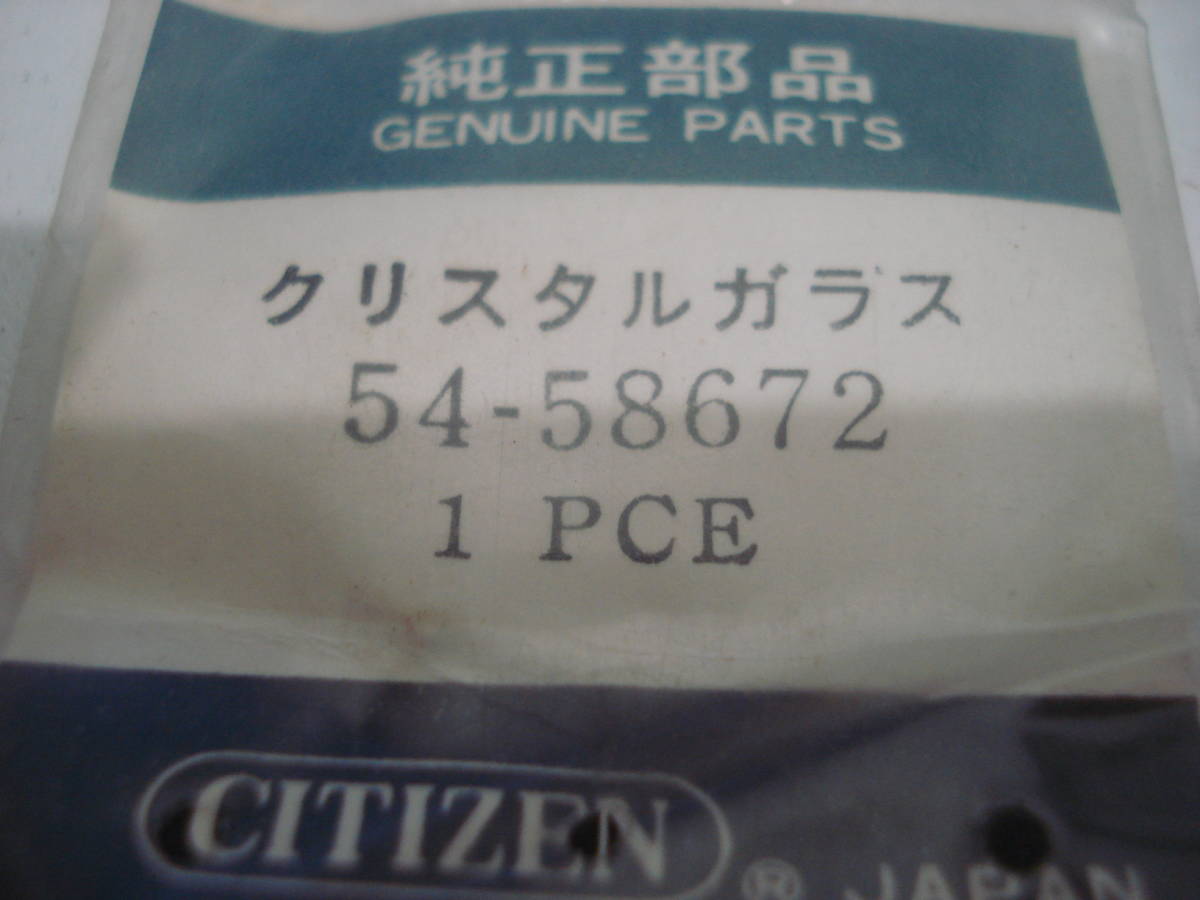 純正部品
GENUINE PARTS
クリスタルガラス
54-58672
1 PCE
CITIZEN
® JAPAN